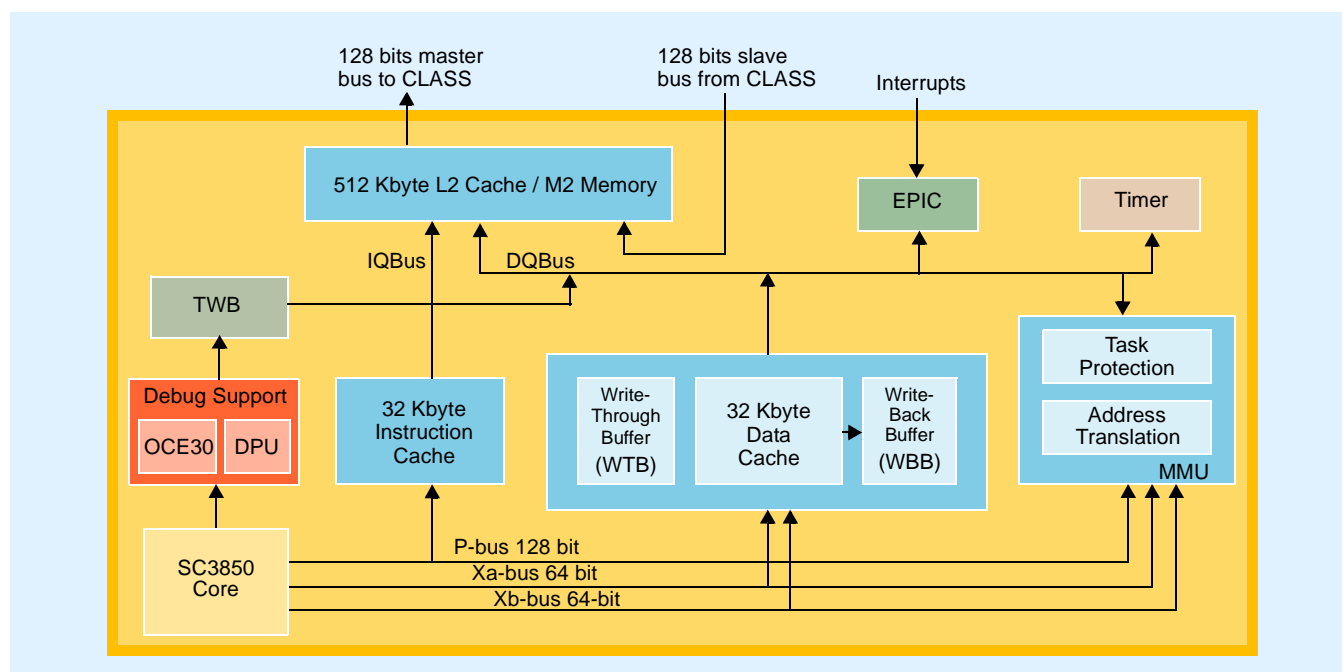 128 bits master
bus to CLASS
128 bits slave
bus from CLASS
Interrupts
512 Kbyte L2 Cache / M2 Memory
EPIC
Timer
IQBus
DQBus
TWB
Debug Support
OCE30
DPU
32 Kbyte
Instruction
Cache
Write-
Through
Buffer
(WTB)
32 Kbyte
Data
Cache
Write-
Back
Buffer
(WBB)
Task
Protection
Address
Translation
MMU
SC3850
Core
P-bus 128 bit
Xa-bus 64 bit
Xb-bus 64-bit